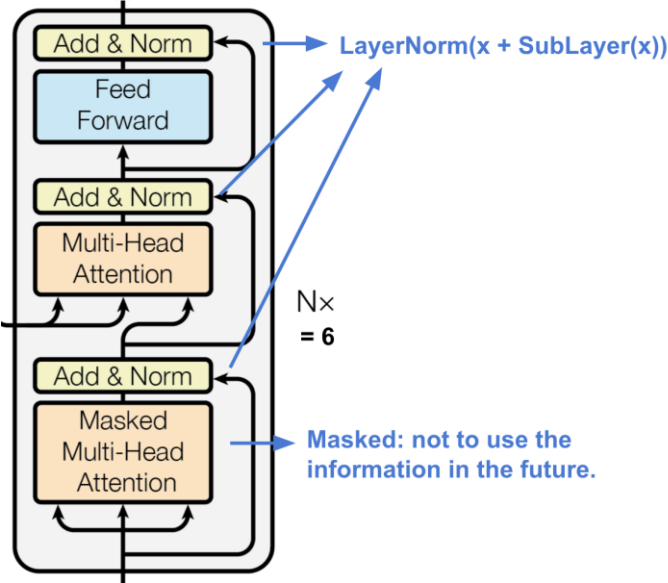 Add & Norm
LayerNorm(x + SubLayer(x))
Feed
Forward
Add & Norm
Multi-Head
Attention
N×
= 6
Add & Norm
Masked
Multi-Head
Attention
Masked: not to use the
information in the future.